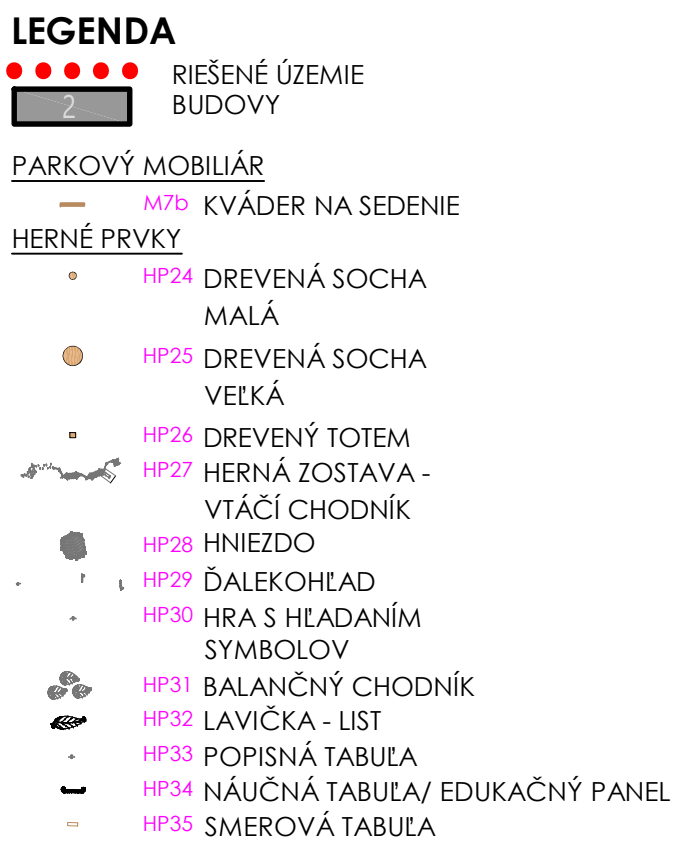 LEGENDA
RIEŠENÉ ÚZEMIE
2 BUDOVY
PARKOVÝ MOBILIÁR
M7b KVÁDER NA SEDENIE
HERNÉ PRVKY
HP24 DREVENÁ SOCHA
MALÁ
HP25 DREVENÁ SOCHA
VEĽKÁ
HP26 DREVENÝ TOTEM
HP27 HERNÁ ZOSTAVA -
VTÁČÍ CHODNÍK
HP28 HNIEZDO
HP29 ĎALEKOHĽAD
HP30 HRA S HĽADANÍM
SYMBOLOV
HP31 BALANČNÝ CHODNÍK
HP32 LAVIČKA - LIST
HP33 POPISNÁ TABUĽA
HP34 NÁUČNÁ TABUĽA/ EDUKAČNÝ PANEL
HP35 SMEROVÁ TABUĽA